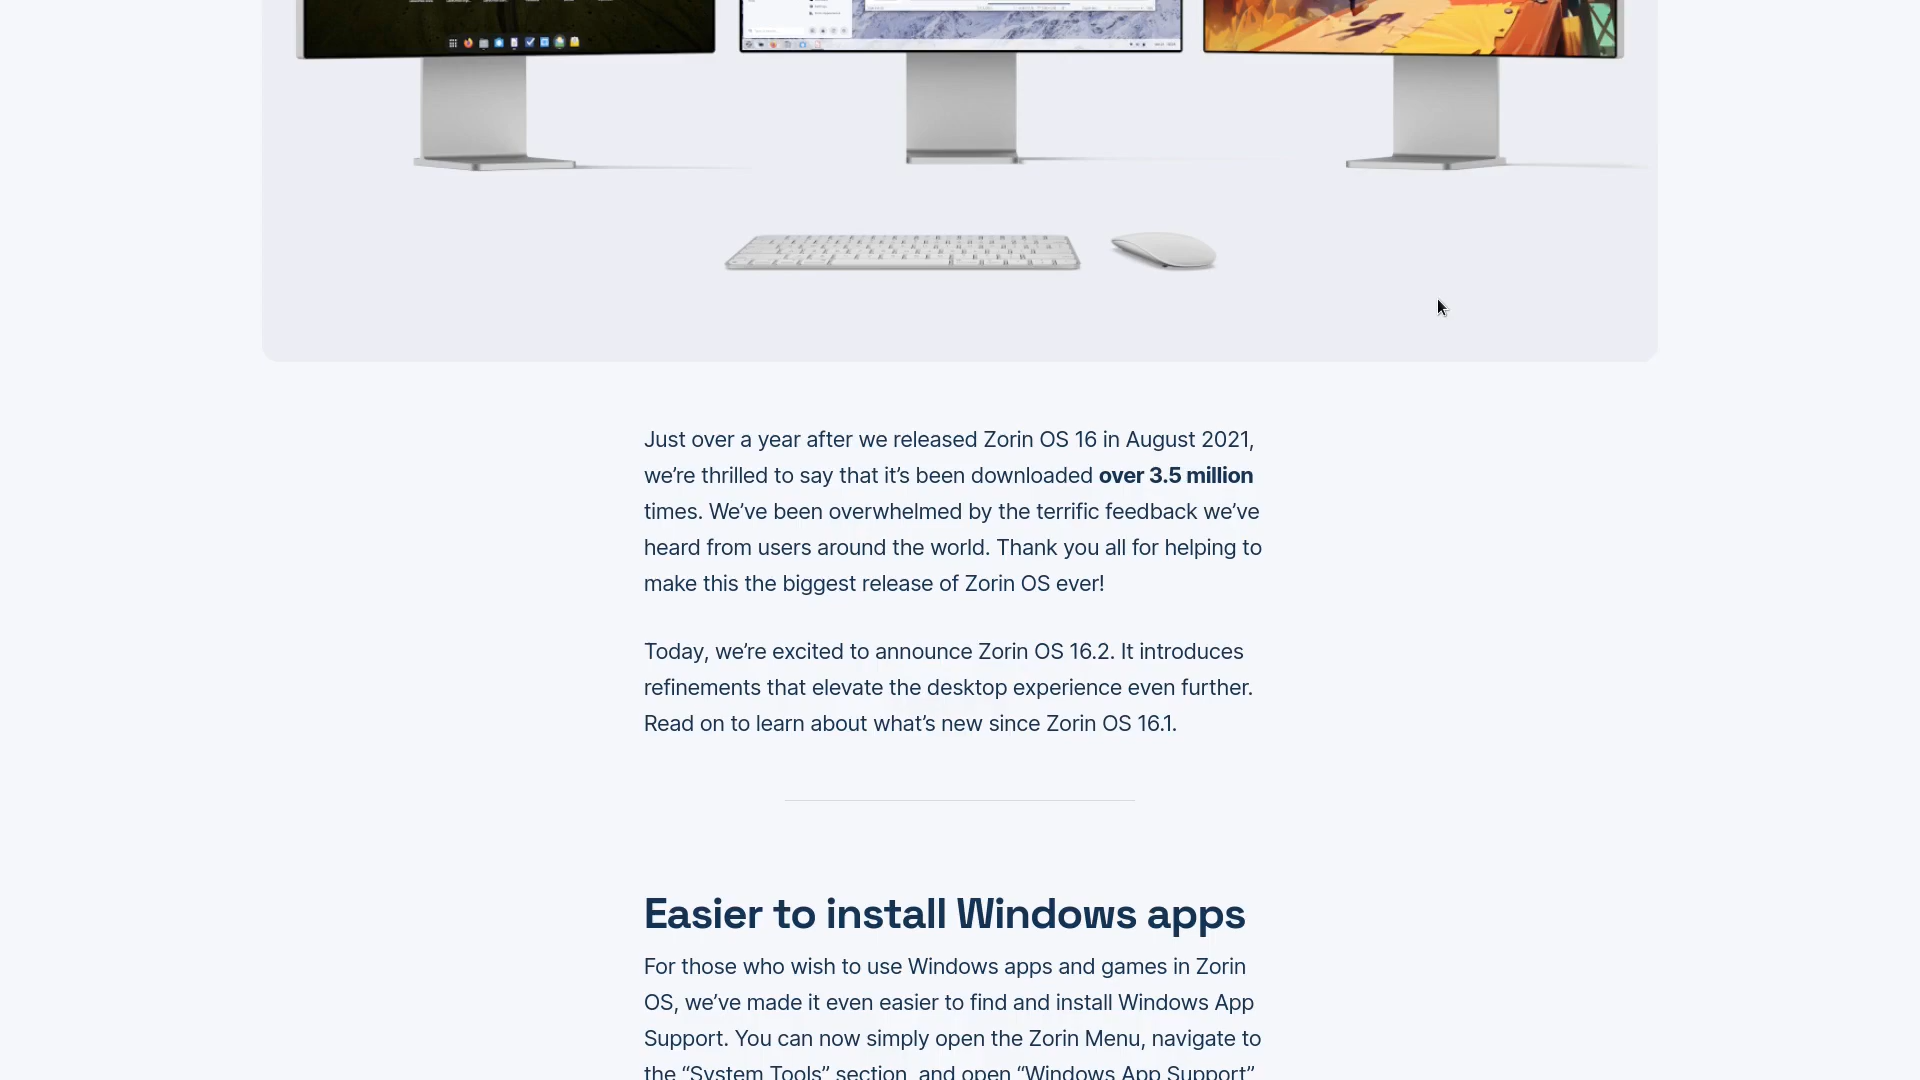 Just over a year after we released Zorin OS 16 in August 2021,
we’re thrilled to say that it’s been downloaded over 3.5 million
times. We’ve been overwhelmed by the terrific feedback we’ve
heard from users around the world. Thank you all for helping to
make this the biggest release of Zorin OS ever!
Today, we’re excited to announce Zorin OS 16.2. It introduces
refinements that elevate the desktop experience even further.
Read on to learn about what’s new since Zorin OS 16.1.
Easier to install Windows apps
For those who wish to use Windows apps and games in Zorin
OS, we’ve made it even easier to find and install Windows App
Support. You can now simply open the Zorin Menu, navigate to
the “System Tools” section, and open “Windows App Support”